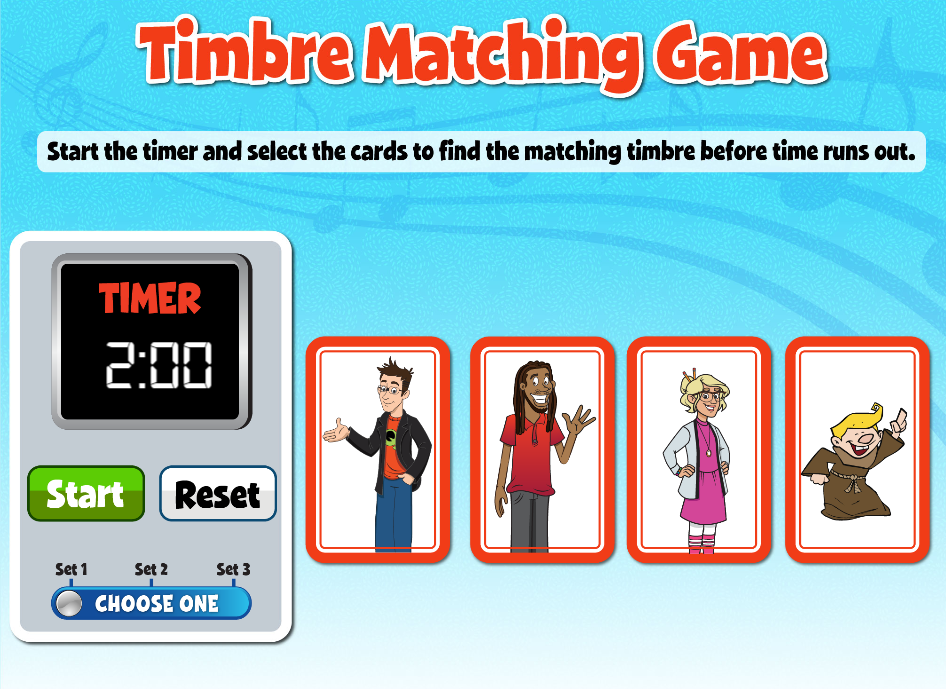 Timbre Matching Game
Start the timer and select the cards to find the matching timbre before time runs out.
TIMER
2:00
Start
Reset
Set 1
Set 2
Set 3
CHOOSE ONE